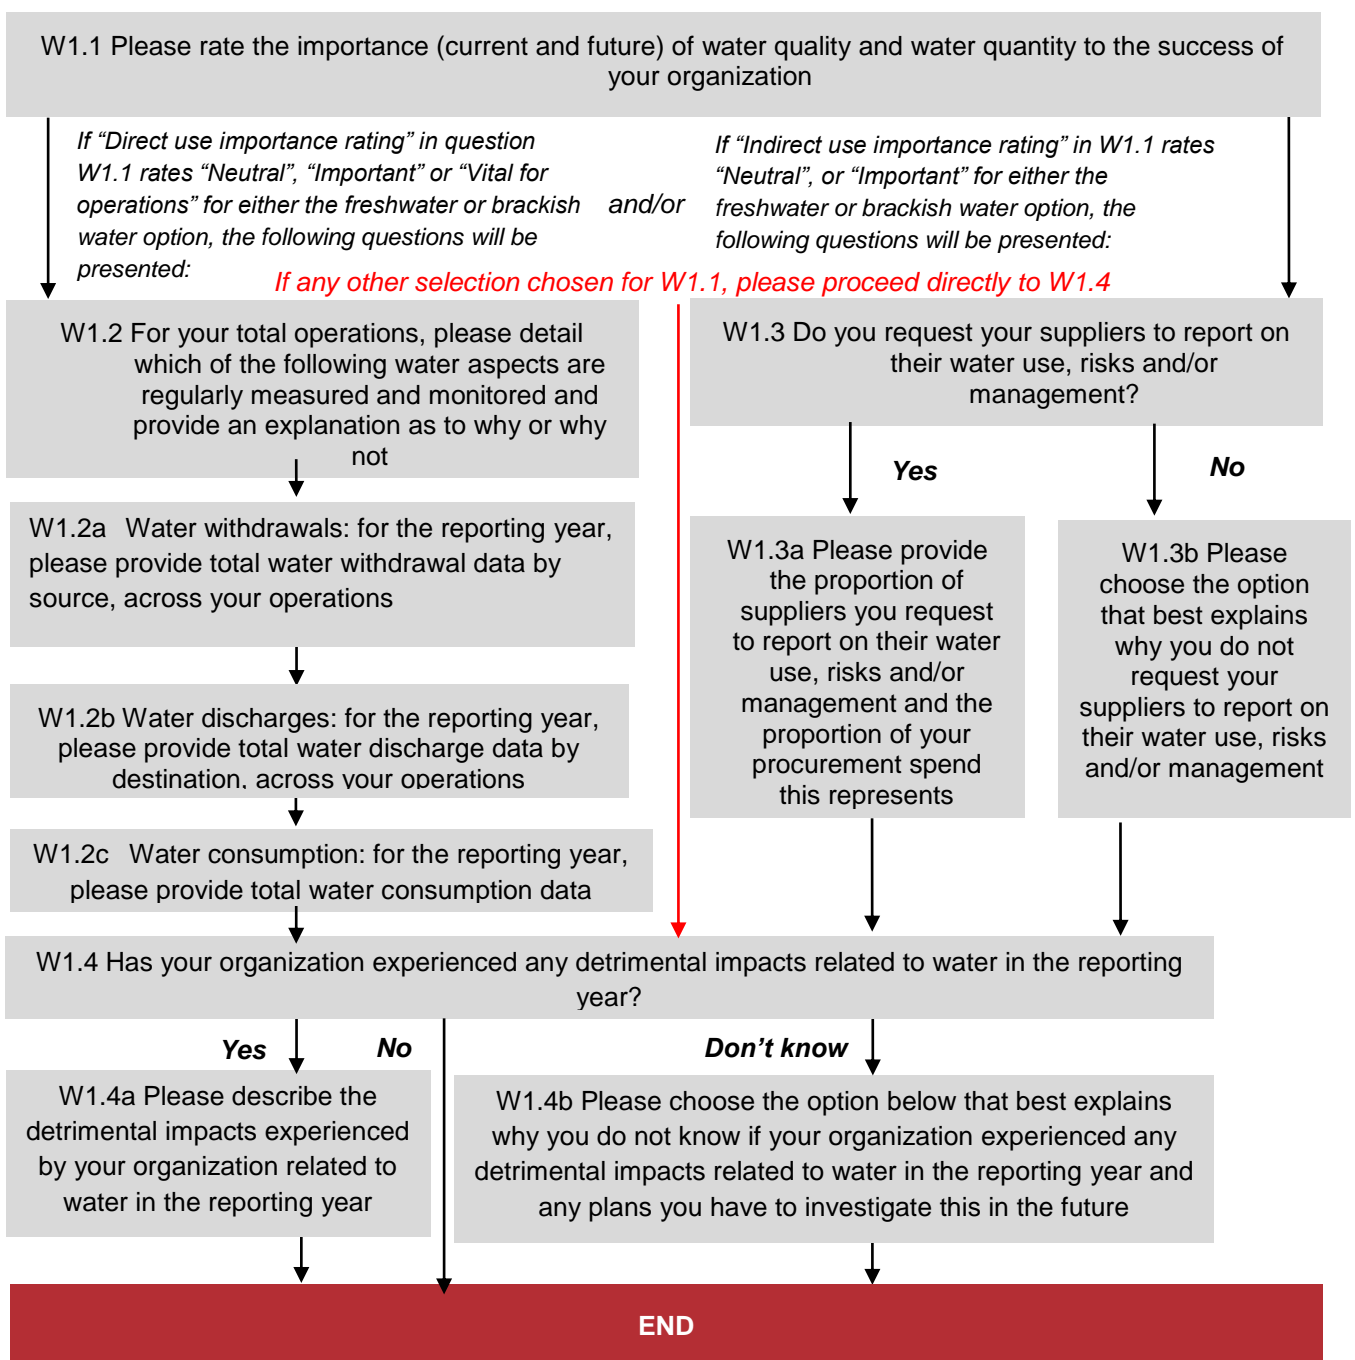 W1.1 Please rate the importance (current and future) of water quality and water quantity to the success of
your organization
If “Direct use importance rating” in question
W1.1 rates “Neutral”, “Important” or “Vital for
operations” for either the freshwater or brackish
water option, the following questions will be
presented:
and/or
If “Indirect use importance rating” in W1.1 rates
“Neutral”, or “Important” for either the
freshwater or brackish water option, the
following questions will be presented:
If any other selection chosen for W1.1, please proceed directly to W1.4
W1.2 For your total operations, please detail
which of the following water aspects are
regularly measured and monitored and
provide an explanation as to why or why
not
W1.3 Do you request your suppliers to report on
their water use, risks and/or
management?
Yes
No
W1.2a Water withdrawals: for the reporting year,
please provide total water withdrawal data by
source, across your operations
W1.2b Water discharges: for the reporting year,
please provide total water discharge data by
destination, across your operations
W1.2c Water consumption: for the reporting year,
please provide total water consumption data
W1.3a Please provide
the proportion of
suppliers you request
to report on their water
use, risks and/or
management and the
proportion of your
procurement spend
this represents
W1.3b Please
choose the option
that best explains
why you do not
request your
suppliers to report on
their water use, risks
and/or management
W1.4 Has your organization experienced any detrimental impacts related to water in the reporting
year?
Yes
No
Don’t know
W1.4a Please describe the
detrimental impacts experienced
by your organization related to
water in the reporting year
W1.4b Please choose the option below that best explains
why you do not know if your organization experienced any
detrimental impacts related to water in the reporting year and
any plans you have to investigate this in the future
END